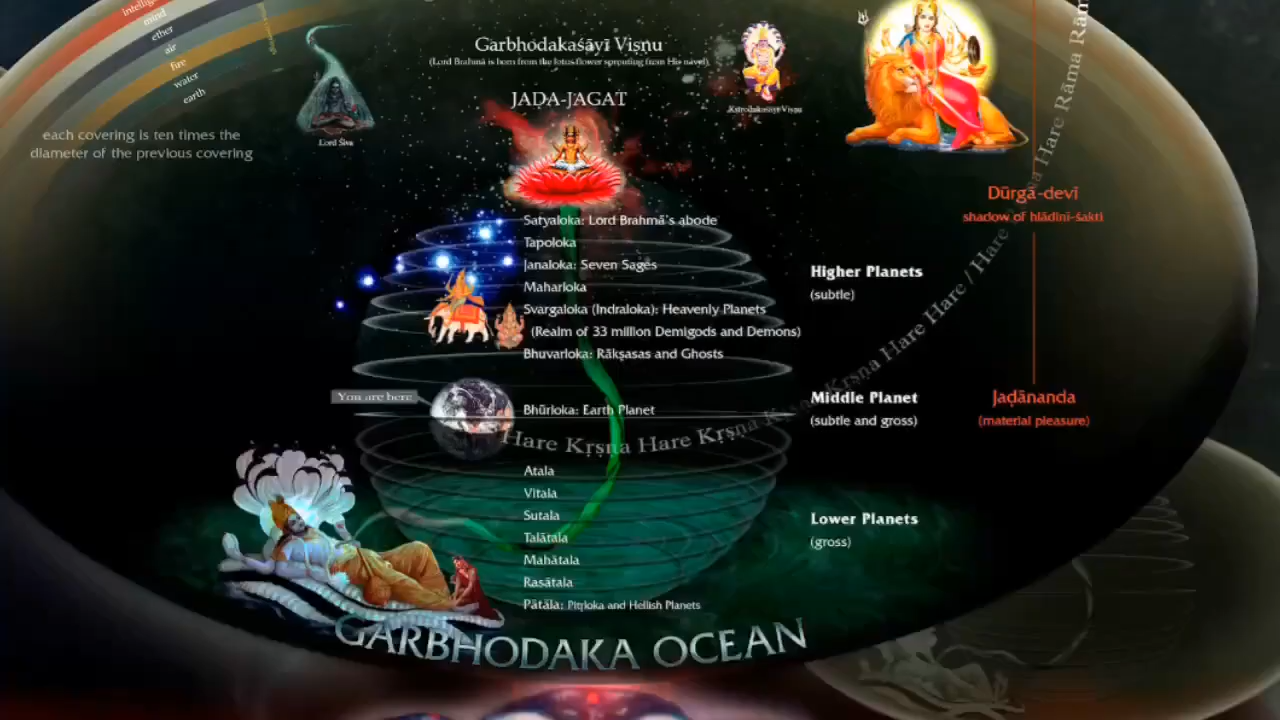 mind
ether
air
fire
water
earth
each covering is ten times the
diameter of the previous covering
Lord Śiva
Garbhodakaśāyī Viṣṇu
(Lord Brahmā is born from the lotus flower sprouting from His navel)
JADA-JAGAT
Kṣīrodakaśāyī Viṣṇu
Dūrga-devī
shadow of hlādinī-śakti
Satyaloka: Lord Brahmā's abode
Tapoloka
Janaloka: Seven Sages
Maharloka
Svargaloka (Indraloka): Heavenly Planets
(Realm of 33 million Demigods and Demons)
Bhuvarloka: Rākṣasas and Ghosts
Higher Planets
(subtle)
You are here
Bhūrloka: Earth Planet
Middle Planet
(subtle and gross)
Jaḍānanda
(material pleasure)
Hare Kṛṣṇa Hare Kṛṣṇa Kṛṣṇa Kṛṣṇa Hare Hare / Hare Rāma Hare Rāma
Atala
Vitala
Sutala
Talātala
Mahātala
Rasātala
Pātāla: Pitṛloka and Hellish Planets
Lower Planets
(gross)
GARBHODAKA OCEAN